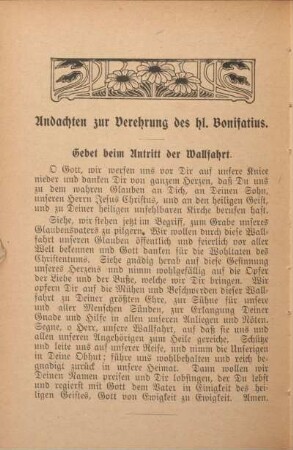 Andachten zur Verehrung des hl. Bonifatius.
Gebet beim Antritt der Wallfahrt.
O Gott, wir werfen uns vor Dir auf unsere Kniee
nieder und danken Dir von ganzem Herzen, daß Du uns
zu dem wahren Glauben an Dich, an Deinen Sohn,
unseren Herrn Jesus Christus, und an den heiligen Geist,
und zu Deiner heiligen unfehlbaren Kirche berufen hast.
Siehe, wir stehen jetzt im Begriff, zum Grabe unseres
Glaubensvaters zu pilgern. Wir wollen durch diese Wall-
fahrt unseren Glauben öffentlich und feierlich vor aller
Welt bekennen und Gott danken für die Wohltaten des
Christentums. Siehe gnädig herab auf diese Gesinnung
unseres Herzens und nimm wohlgefällig auf die Opfer
der Liebe und der Buße, welche wir Dir bringen. Wir
opfern Dir auf die Mühen und Beschwerden dieser Wall-
fahrt zu Deiner größten Ehre, zur Sühne für unsere
und aller Menschen Sünden, zur Erlangung Deiner
Gnade und Hilfe in allen unseren Anliegen und Nöten.
Segne, o Herr, unsere Wallfahrt, auf daß sie uns und
allen unseren Angehörigen zum Heile gereiche. Schütze
und leite uns auf unserer Reise, und nimm die Unserigen
in Deine Obhut; führe uns wohlbehalten und reich be-
gnadigt zurück in unsere Heimat. Dann wollen wir
Deinen Namen preisen und Dir lobsingen, der Du lebst
und regierst mit Gott dem Vater in Einigkeit des hei-
ligen Geistes, Gott von Ewigkeit zu Ewigkeit. Amen.